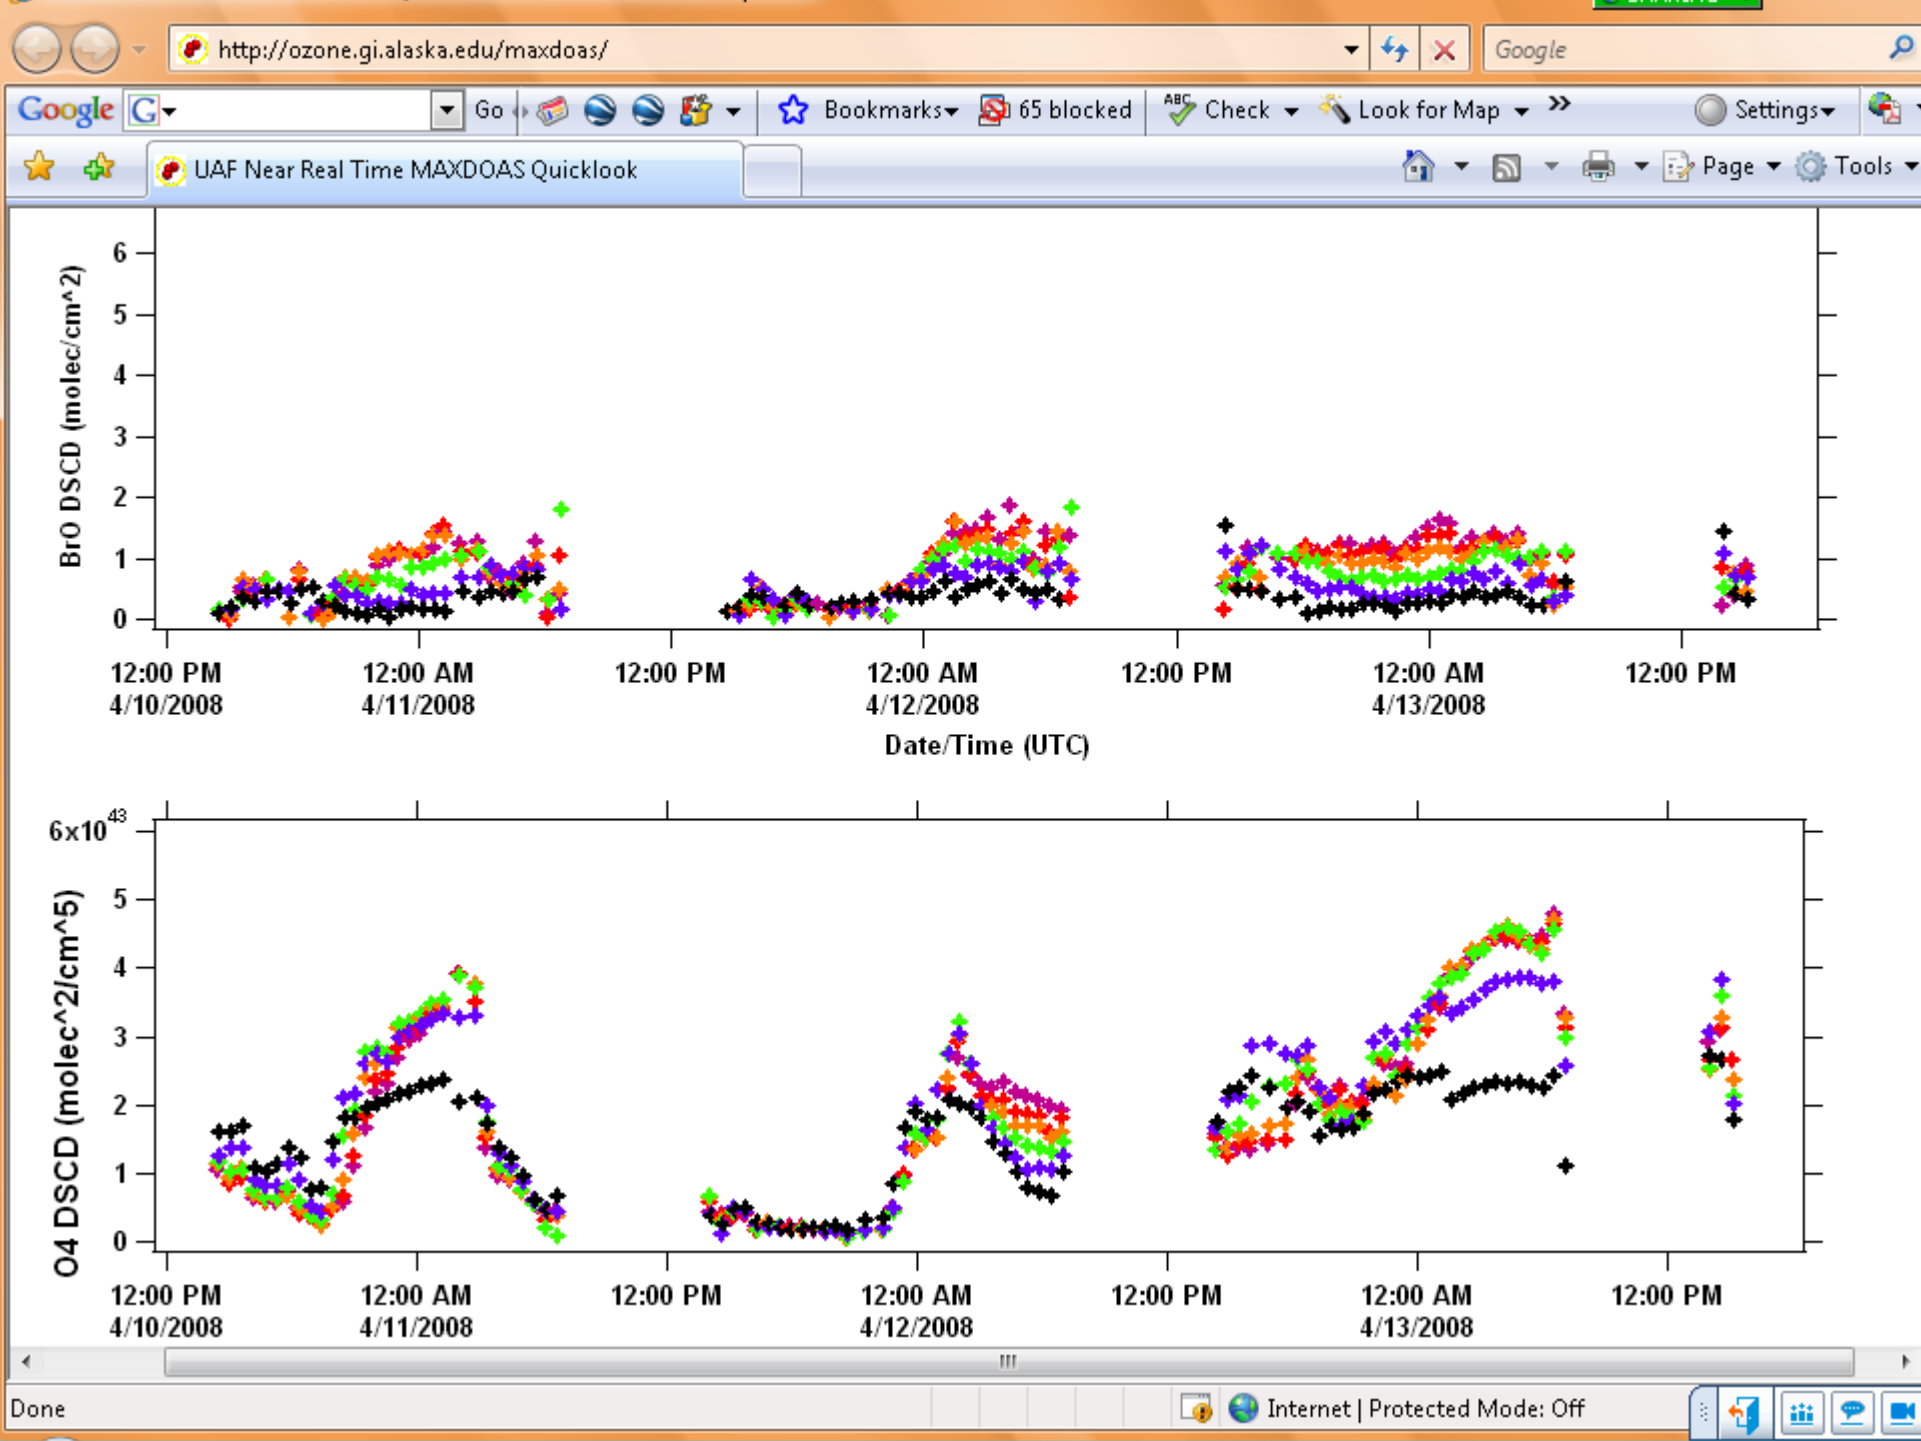 http://ozone.gi.alaska.edu/maxdoas/
Google
Google G Go Bookmarks 65 blocked ABC Check Look for Map » Settings
UAF Near Real Time MAXDOAS Quicklook
Page Tools
BrO DSCD (molec/cm^2)
6
5
4
3
2
1
0
12:00 PM 12:00 AM 12:00 PM 12:00 AM 12:00 PM 12:00 AM 12:00 PM
4/10/2008 4/11/2008 4/12/2008 4/13/2008
Date/Time (UTC)
O4 DSCD (molec^2/cm^5)
6x10^43
5
4
3
2
1
0
12:00 PM 12:00 AM 12:00 PM 12:00 AM 12:00 PM 12:00 AM 12:00 PM
4/10/2008 4/11/2008 4/12/2008 4/13/2008
Done Internet | Protected Mode: Off